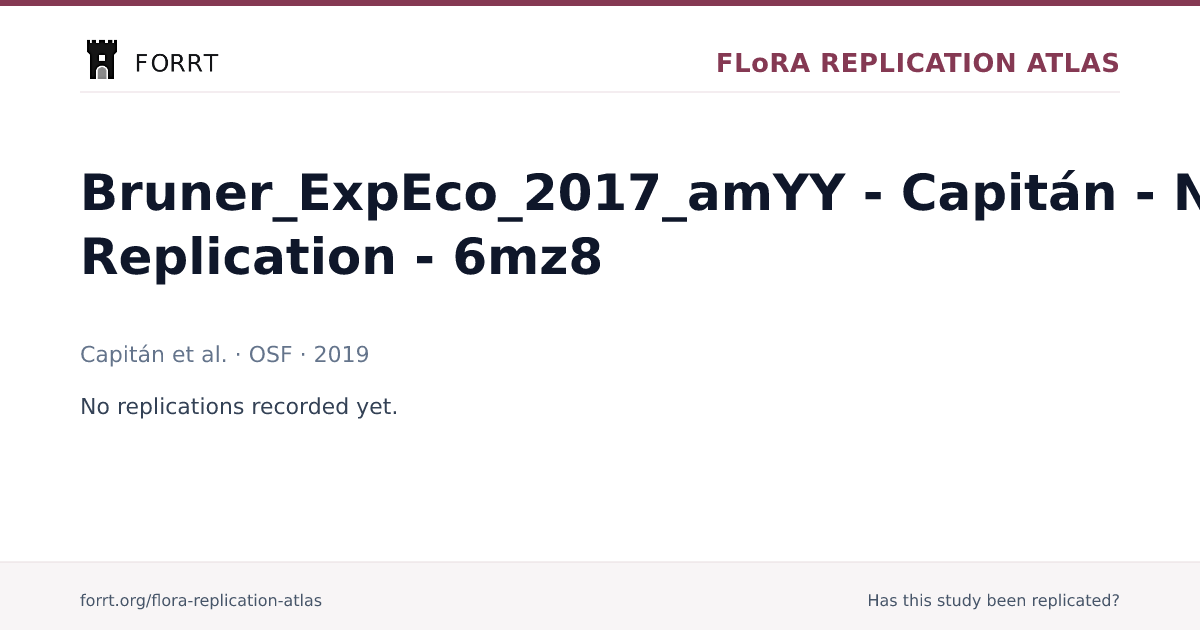 FORRT
FLoRA REPLICATION ATLAS
Bruner_ExpEco_2017_amYY - Capitán -
Replication - 6mz8
Capitán et al. · OSF · 2019
No replications recorded yet.
forrt.org/flora-replication-atlas
Has this study been replicated?